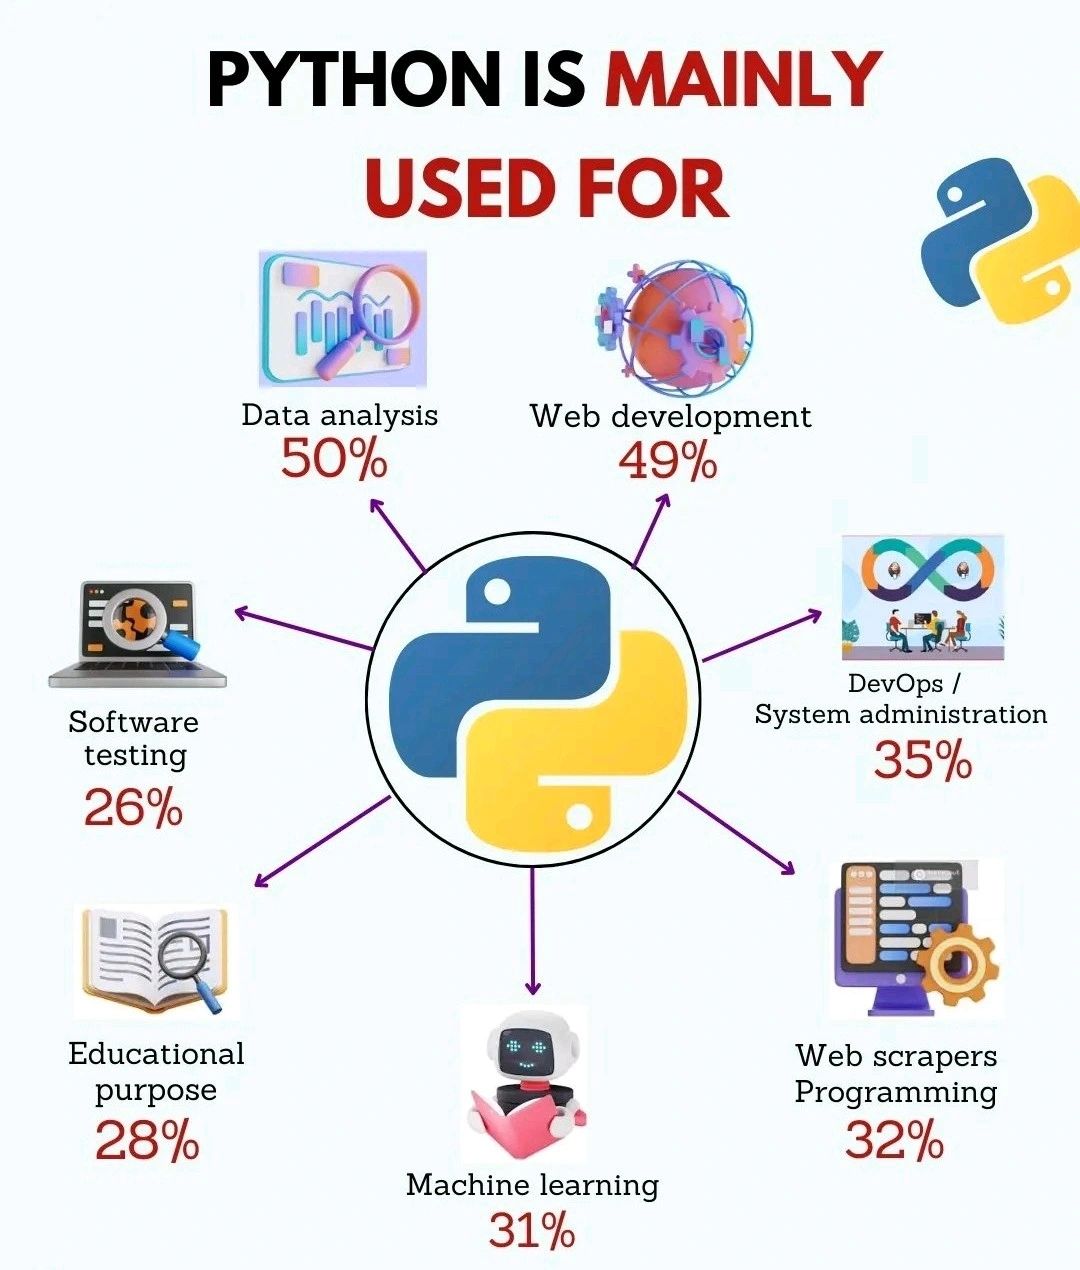 PYTHON IS MAINLY
USED FOR
Data analysis
50%
Web development
49%
DevOps /
System administration
35%
Software
testing
26%
Educational
purpose
28%
Machine learning
31%
Web scrapers
Programming
32%